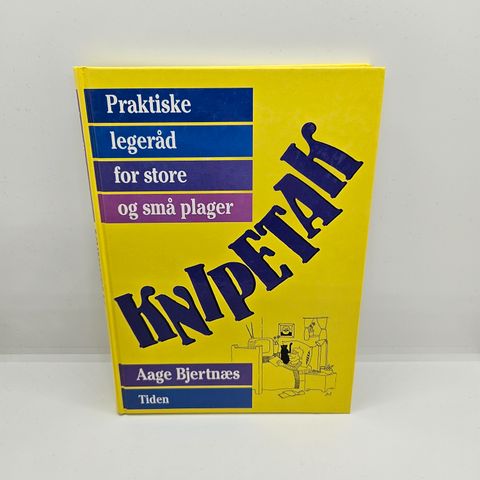 Praktiske
legeråd
for store
og små plager
KNIPETAK
Aage Bjertnæs
Tiden